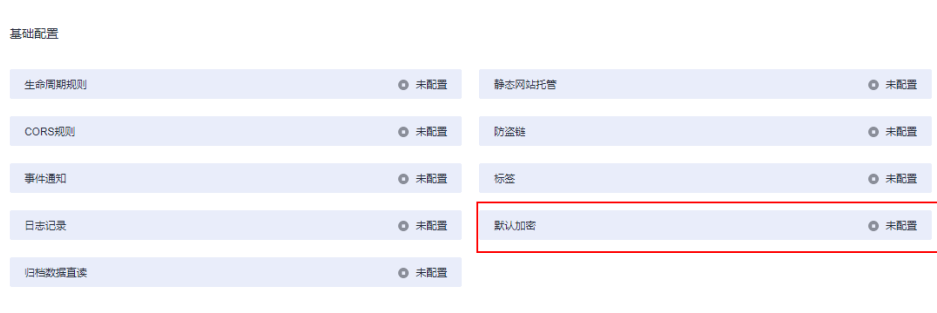 基础配置
生命周期规则 未配置 静态网站托管 未配置
CORS规则 未配置 防盗链 未配置
事件通知 未配置 标签 未配置
日志记录 未配置 默认加密 未配置
归档数据直读 未配置